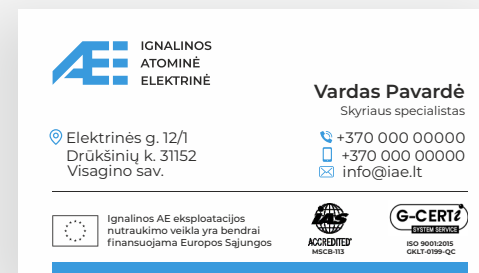 AEI
IGNALINOS
ATOMINĖ
ELEKTRINĖ
Vardas Pavardė
Skyriaus specialistas
Elektrinės g. 12/1
Drūkšinių k. 31152
Visagino sav.
+370 000 00000
+370 000 00000
info@iae.lt
Ignalinos AE eksploatacijos
nutraukimo veikla yra bendrai
finansuojama Europos Sąjungos
IAS
ACCREDITED
MSCB-113
G-CERTi
SYSTEM SERVICE
ISO 9001:2015
GKLT-0199-QC